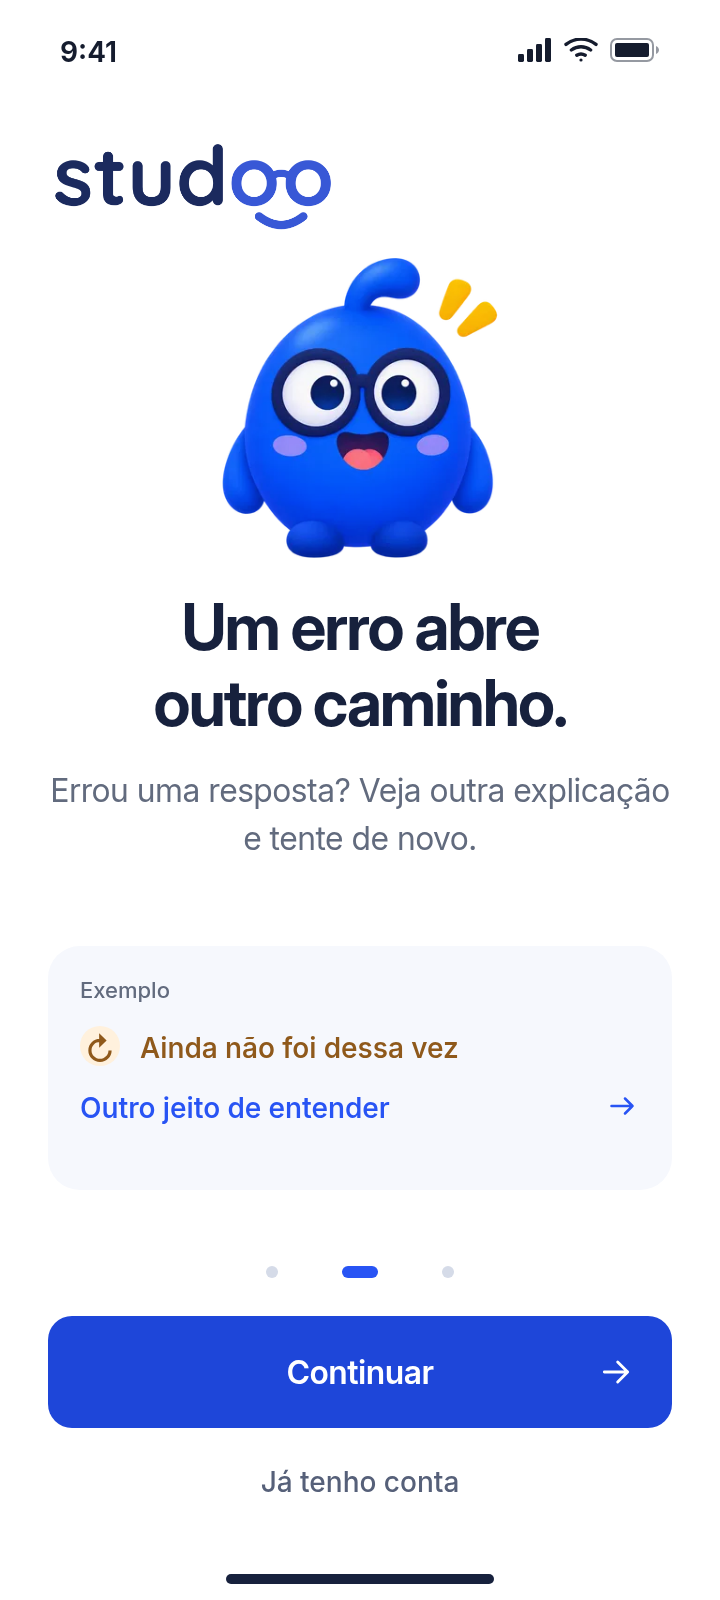 9:41
studoo
Um erro abre
outro caminho.
Errou uma resposta? Veja outra explicação
e tente de novo.
Exemplo
Ainda não foi dessa vez
Outro jeito de entender
Continuar
Já tenho conta